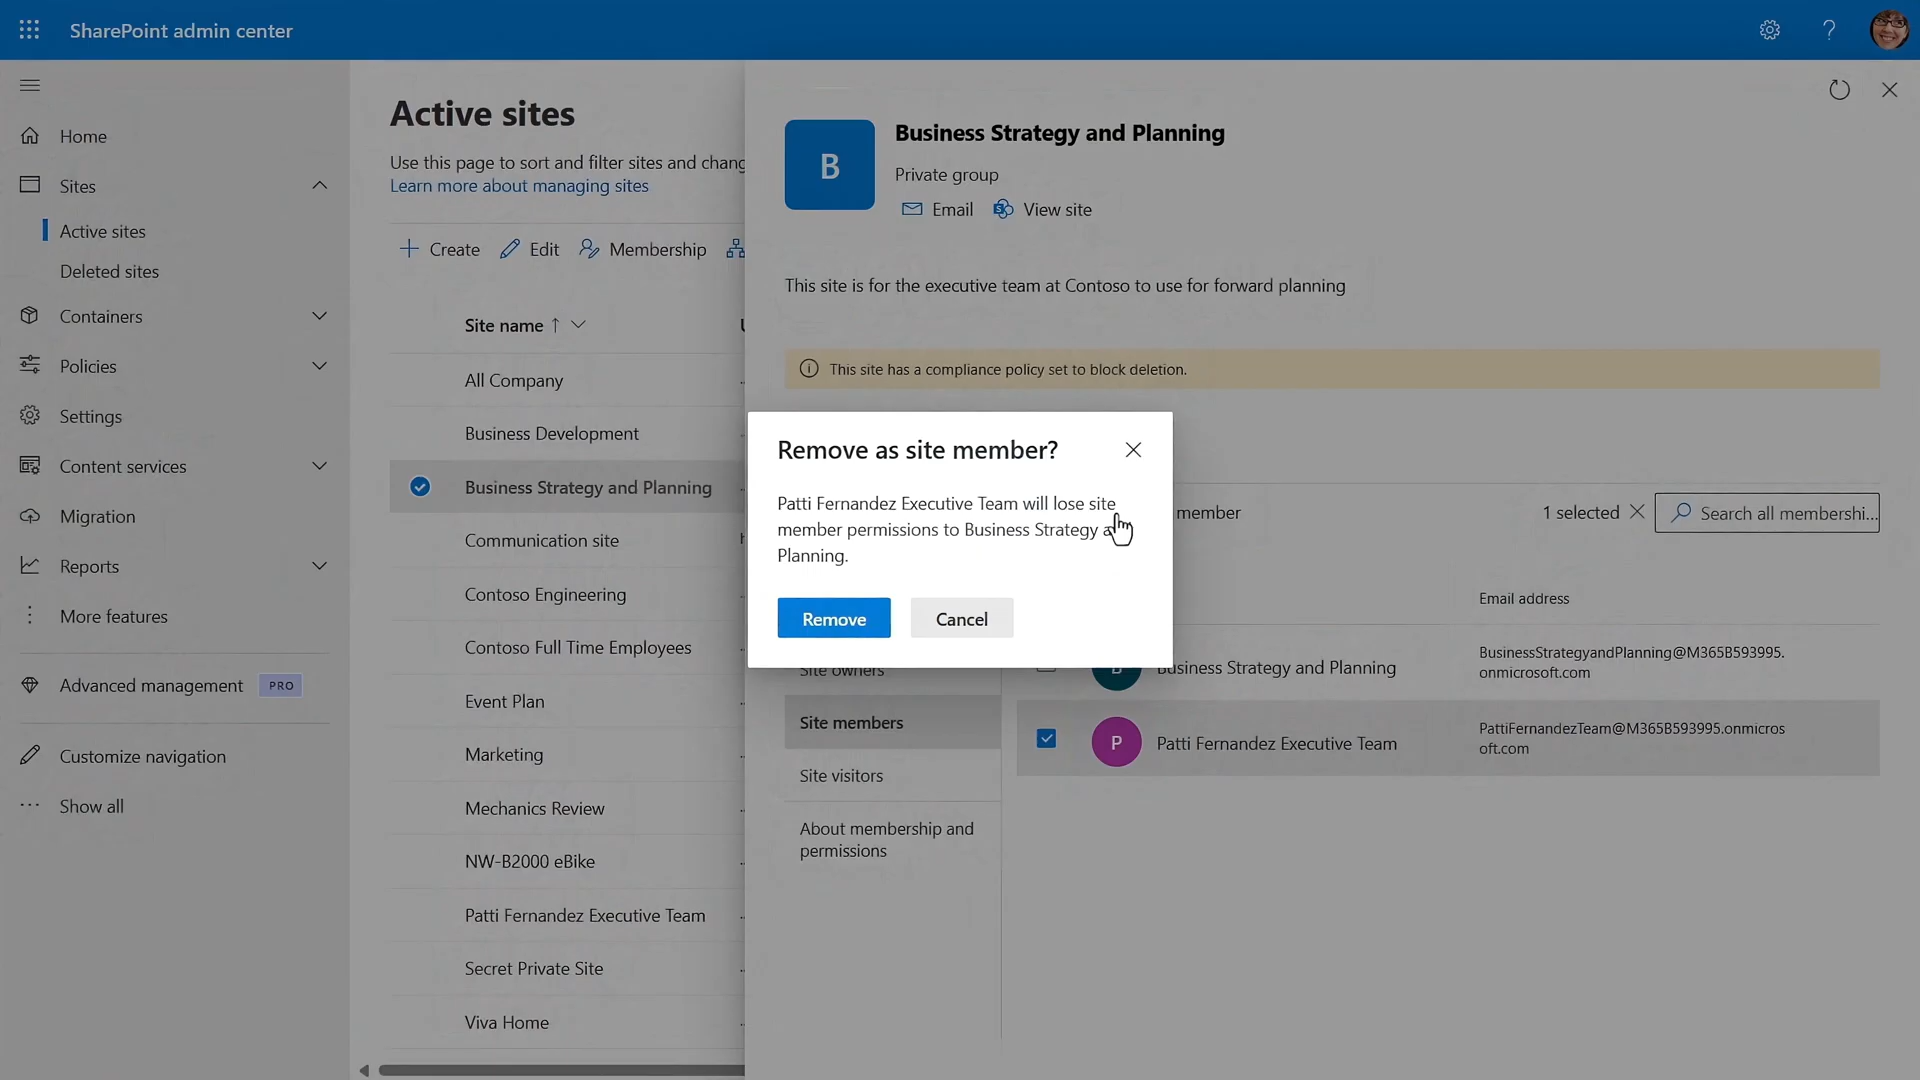 SharePoint admin center
Home
Sites
Active sites
Deleted sites
Containers
Policies
Settings
Content services
Migration
Reports
More features
Advanced management PRO
Customize navigation
Show all
Active sites
Use this page to sort and filter sites and chang
Learn more about managing sites
Create Edit Membership
Site name
All Company
Business Development
Business Strategy and Planning
Communication site
Contoso Engineering
Contoso Full Time Employees
Event Plan
Marketing
Mechanics Review
NW-B2000 eBike
Patti Fernandez Executive Team
Secret Private Site
Viva Home
B
Business Strategy and Planning
Private group
Email View site
This site is for the executive team at Contoso to use for forward planning
This site has a compliance policy set to block deletion.
Remove as site member?
Patti Fernandez Executive Team will lose site
member permissions to Business Strategy a
Planning.
Remove Cancel
member
1 selected
Search all membershi...
Site owners
Site members
Site visitors
About membership and
permissions
Email address
B
Business Strategy and Planning
BusinessStrategyandPlanning@M365B593995.
onmicrosoft.com
P
Patti Fernandez Executive Team
PattiFernandezTeam@M365B593995.onmicros
oft.com